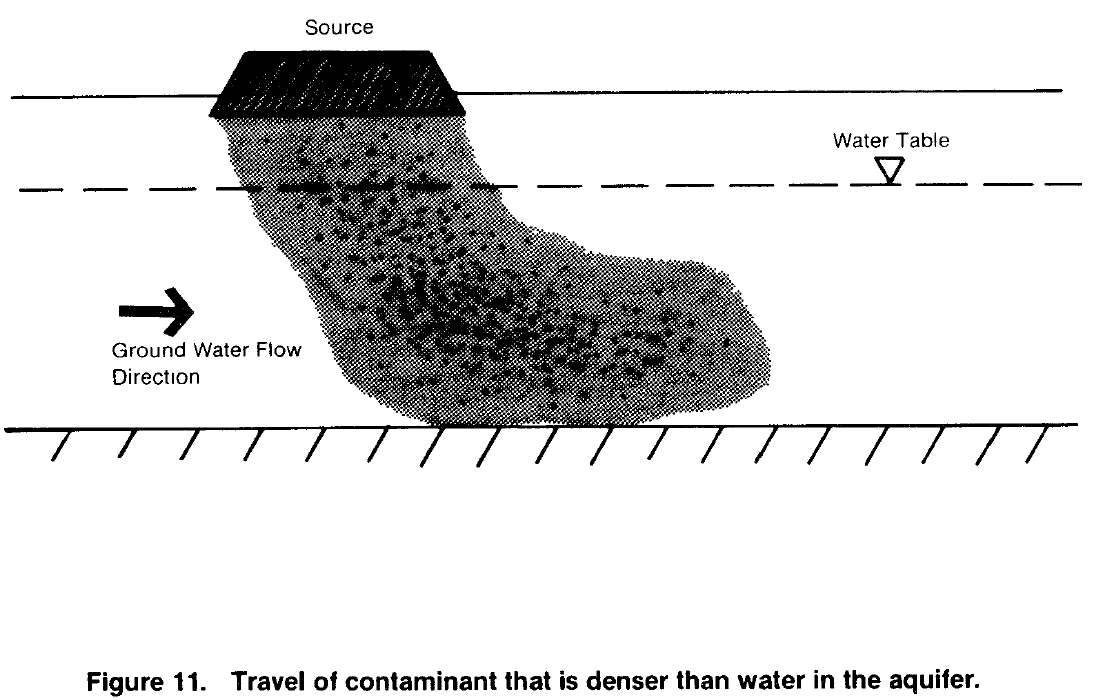 Source
Water Table
Ground Water Flow
Direction
Figure 11. Travel of contaminant that is denser than water in the aquifer.